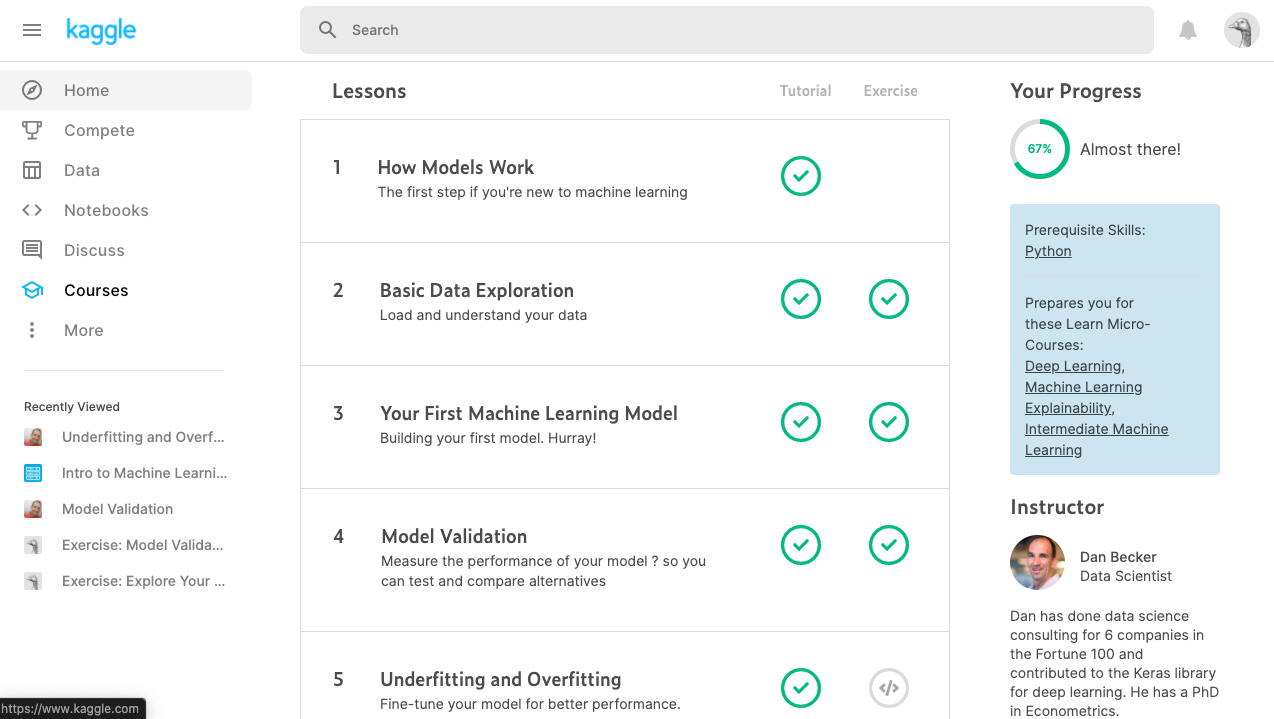 kaggle
Search
Home
Compete
Data
Notebooks
Discuss
Courses
More
Recently Viewed
Underfitting and Overf...
Intro to Machine Learni...
Model Validation
Exercise: Model Valida...
Exercise: Explore Your ...
https://www.kaggle.com
Lessons
Tutorial
Exercise
1
How Models Work
The first step if you're new to machine learning
2
Basic Data Exploration
Load and understand your data
3
Your First Machine Learning Model
Building your first model. Hurray!
4
Model Validation
Measure the performance of your model ? so you
can test and compare alternatives
5
Underfitting and Overfitting
Fine-tune your model for better performance.
Your Progress
67%
Almost there!
Prerequisite Skills:
Python
Prepares you for
these Learn Micro-
Courses:
Deep Learning,
Machine Learning
Explainability,
Intermediate Machine
Learning
Instructor
Dan Becker
Data Scientist
Dan has done data science
consulting for 6 companies in
the Fortune 100 and
contributed to the Keras library
for deep learning. He has a PhD
in Econometrics.